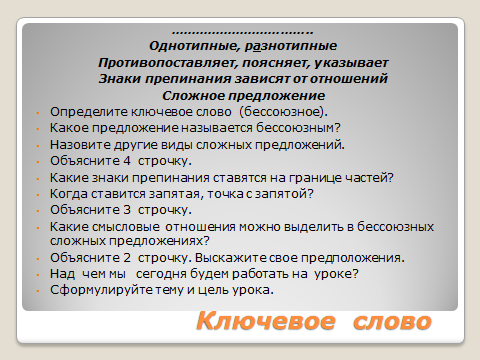 ……………………………..
Однотипные, разнотипные
Противопоставляет, поясняет, указывает
Знаки препинания зависят от отношений
Сложное предложение
Определите ключевое слово (бессоюзное).
Какое предложение называется бессоюзным?
Назовите другие виды сложных предложений.
Объясните 4 строчку.
Какие знаки препинания ставятся на границе частей?
Когда ставится запятая, точка с запятой?
Объясните 3 строчку.
Какие смысловые отношения можно выделить в бессоюзных
сложных предложениях?
Объясните 2 строчку. Выскажите свое предположения.
Над чем мы сегодня будем работать на уроке?
Сформулируйте тему и цель урока.
Ключевое слово